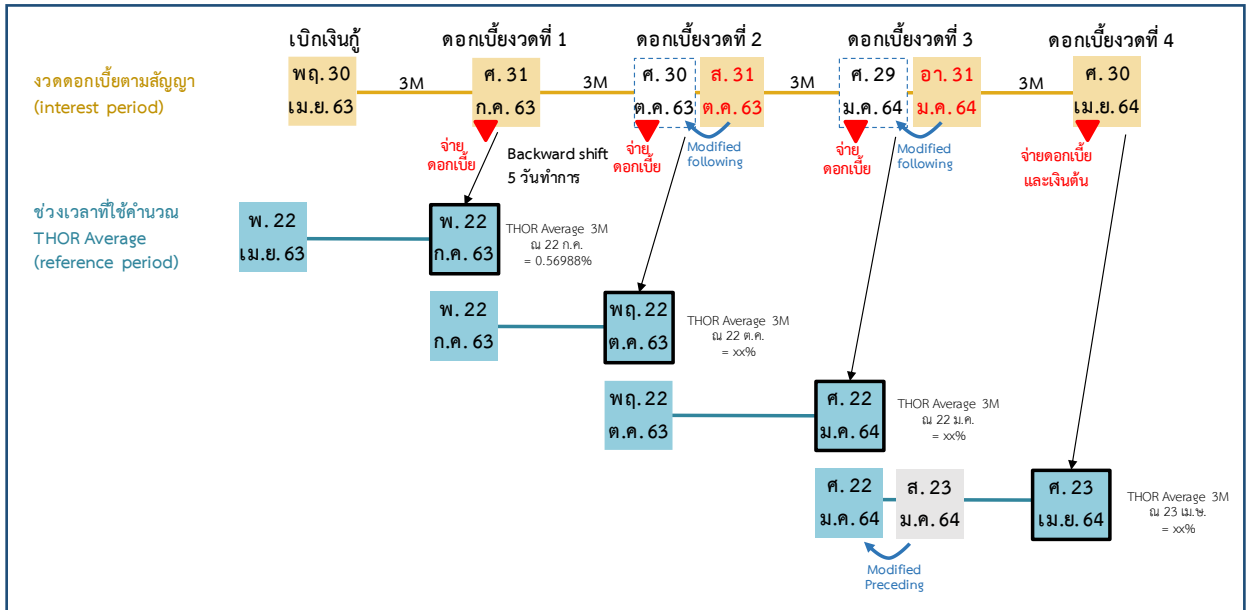 เบิกเงินกู้
ดอกเบี้ยงวดที่ 1
ดอกเบี้ยงวดที่ 2
ดอกเบี้ยงวดที่ 3
ดอกเบี้ยงวดที่ 4
งวดดอกเบี้ยตามสัญญา
(interest period)
พฤ. 30
เม.ย. 63
3M
ศ. 31
ก.ค. 63
3M
ศ. 30
ต.ค. 63
ส. 31
ต.ค. 63
3M
ศ. 29
ม.ค. 64
อา. 31
ม.ค. 64
3M
ศ. 30
เม.ย. 64
จ่าย
ดอกเบี้ย
Backward shift
5 วันทำการ
จ่าย
ดอกเบี้ย
Modified
following
จ่าย
ดอกเบี้ย
Modified
following
จ่ายดอกเบี้ย
และเงินต้น
ช่วงเวลาที่ใช้คำนวณ
THOR Average
(reference period)
พ. 22
เม.ย. 63
พ. 22
ก.ค. 63
THOR Average 3M
ณ 22 ก.ค.
= 0.56988%
พ. 22
ก.ค. 63
พฤ. 22
ต.ค. 63
THOR Average 3M
ณ 22 ต.ค.
= xx%
พฤ. 22
ต.ค. 63
ศ. 22
ม.ค. 64
THOR Average 3M
ณ 22 ม.ค.
= xx%
ศ. 22
ม.ค. 64
ส. 23
ม.ค. 64
ศ. 23
เม.ย. 64
THOR Average 3M
ณ 23 เม.ษ.
= xx%
Modified
Preceding